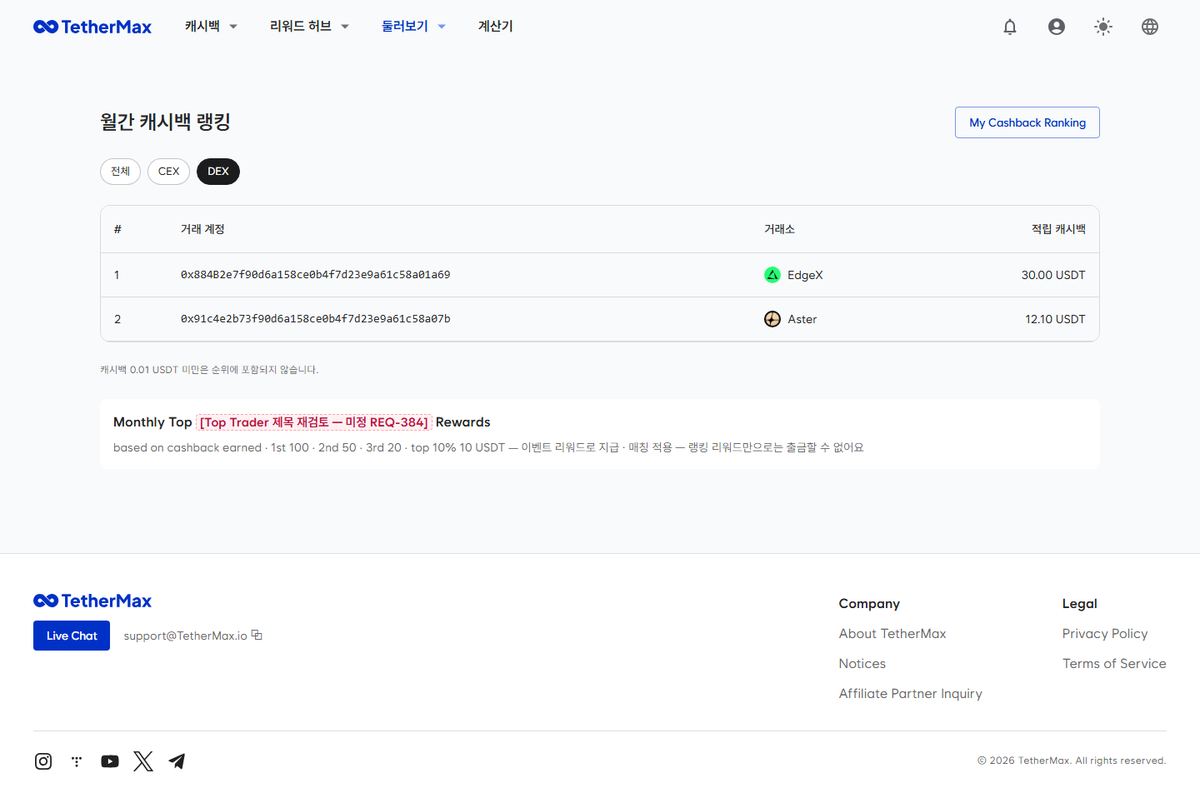 TetherMax 캐시백 리워드 허브 둘러보기 계산기
월간 캐시백 랭킹
My Cashback Ranking
전체 CEX DEX
# 거래 계정 거래소 적립 캐시백
1 0x884B2e7f90d6a158ce0b4f7d23e9a61c58a01a69 EdgeX 30.00 USDT
2 0x91c4e2b73f90d6a158ce0b4f7d23e9a61c58a07b Aster 12.10 USDT
캐시백 0.01 USDT 미만은 순위에 포함되지 않습니다.
Monthly Top [Top Trader 제목 재검토 — 미정 REQ-384] Rewards
based on cashback earned · 1st 100 · 2nd 50 · 3rd 20 · top 10% 10 USDT — 이벤트 리워드로 지급 · 매칭 적용 — 랭킹 리워드만으로는 출금할 수 없어요
TetherMax
Live Chat support@TetherMax.io
Company
About TetherMax
Notices
Affiliate Partner Inquiry
Legal
Privacy Policy
Terms of Service
© 2026 TetherMax. All rights reserved.